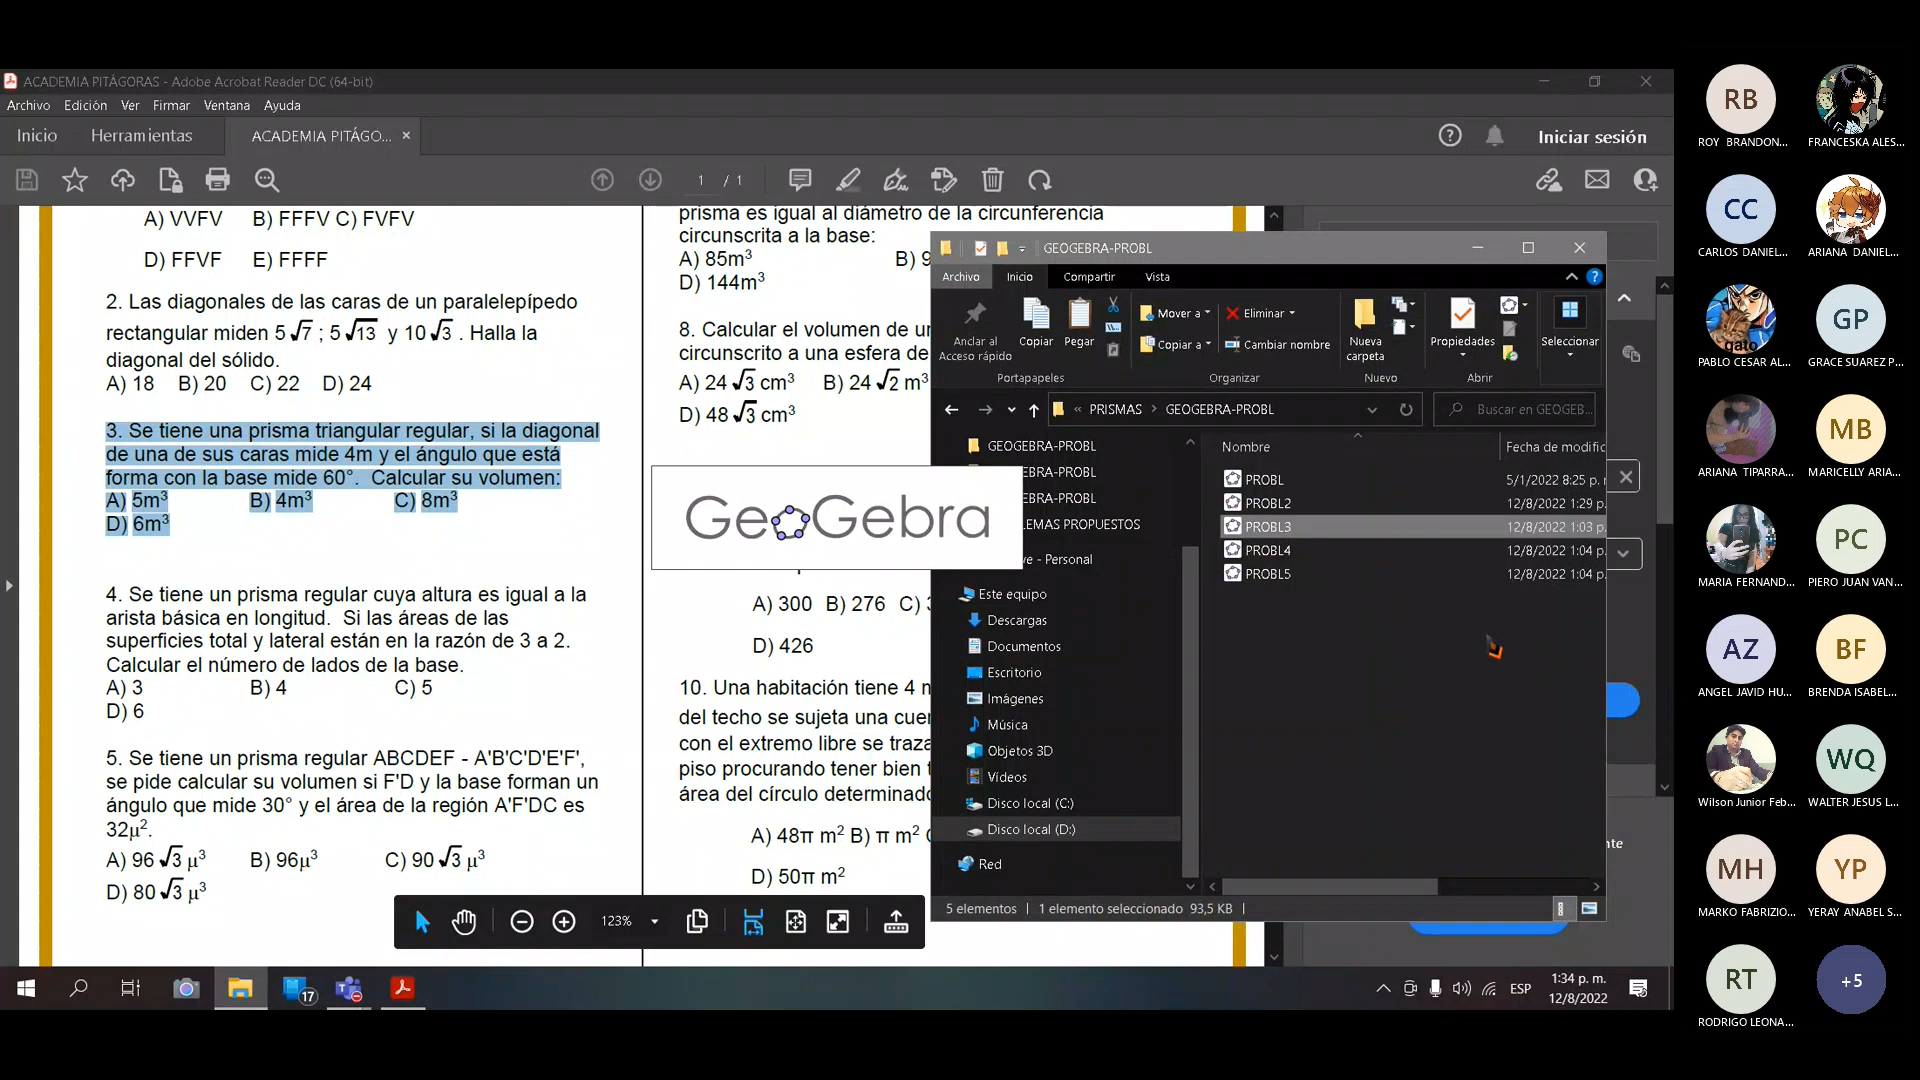 ACADEMIA PITÁGORAS - Adobe Acrobat Reader DC (64-bit)
Archivo Edición Ver Firmar Ventana Ayuda
Inicio Herramientas ACADEMIA PITÁGO... × Iniciar sesión
1 / 1
A) VVFV B) FFFV C) FVFV
D) FFVF E) FFFF
2. Las diagonales de las caras de un paralelepípedo
rectangular miden 5√7 ; 5√13 y 10√3 . Halla la
diagonal del sólido.
A) 18 B) 20 C) 22 D) 24
3. Se tiene una prisma triangular regular, si la diagonal
de una de sus caras mide 4m y el ángulo que está
forma con la base mide 60°. Calcular su volumen:
A) 5m³ B) 4m³ C) 8m³
D) 6m³
4. Se tiene un prisma regular cuya altura es igual a la
arista básica en longitud. Si las áreas de las
superficies total y lateral están en la razón de 3 a 2.
Calcular el número de lados de la base.
A) 3 B) 4 C) 5
D) 6
5. Se tiene un prisma regular ABCDEF - A'B'C'D'E'F',
se pide calcular su volumen si F'D y la base forman un
ángulo que mide 30° y el área de la región A'F'DC es
32μ².
A) 96√3 μ³ B) 96μ³ C) 90√3 μ³
D) 80√3 μ³
prisma es igual al diámetro de la circunferencia
circunscrita a la base:
A) 85m³ B) 9
D) 144m³
8. Calcular el volumen de un
circunscrito a una esfera de
A) 24√3 cm³ B) 24√2 m³
D) 48√3 cm³
GeoGebra
A) 300 B) 276 C)
D) 426
10. Una habitación tiene 4 m
del techo se sujeta una cuer
con el extremo libre se traza
piso procurando tener bien t
área del círculo determinado
A) 48π m² B) π m²
D) 50π m²
123%
GEOGEBRA-PROBL
Archivo Inicio Compartir Vista
Anclar al
Acceso rápido
Copiar
Pegar
Portapapeles
Mover a
Copiar a
Eliminar
Cambiar nombre
Organizar
Nueva
carpeta
Nuevo
Propiedades
Abrir
Seleccionar
« PRISMAS > GEOGEBRA-PROBL
Buscar en GEOGEB...
GEOGEBRA-PROBL
EBRA-PROBL
EBRA-PROBL
LEMAS PROPUESTOS
ve - Personal
Este equipo
Descargas
Documentos
Escritorio
Imágenes
Música
Objetos 3D
Vídeos
Disco local (C:)
Disco local (D:)
Red
Nombre Fecha de modific
PROBL 5/1/2022 8:25 p.
PROBL2 12/8/2022 1:29 p.
PROBL3 12/8/2022 1:03 p.
PROBL4 12/8/2022 1:04 p.
PROBL5 12/8/2022 1:04 p.
5 elementos 1 elemento seleccionado 93,5 KB
nte
17
ESP
1:34 p. m.
12/8/2022
RB
ROY BRANDON...
FRANCESKA ALES...
CC
CARLOS DANIEL...
ARIANA DANIEL...
gato
PABLO CESAR AL...
GP
GRACE SUAREZ P...
ARIANA TIPARRA...
MB
MARICELLY ARIA...
MARIA FERNAND...
PC
PIERO JUAN VAN...
AZ
ANGEL JAVID HU...
BF
BRENDA ISABEL...
Wilson Junior Feb...
WQ
WALTER JESUS L...
MH
MARKO FABRIZIO...
YP
YERAY ANABEL S...
RT
RODRIGO LEONA...
+5